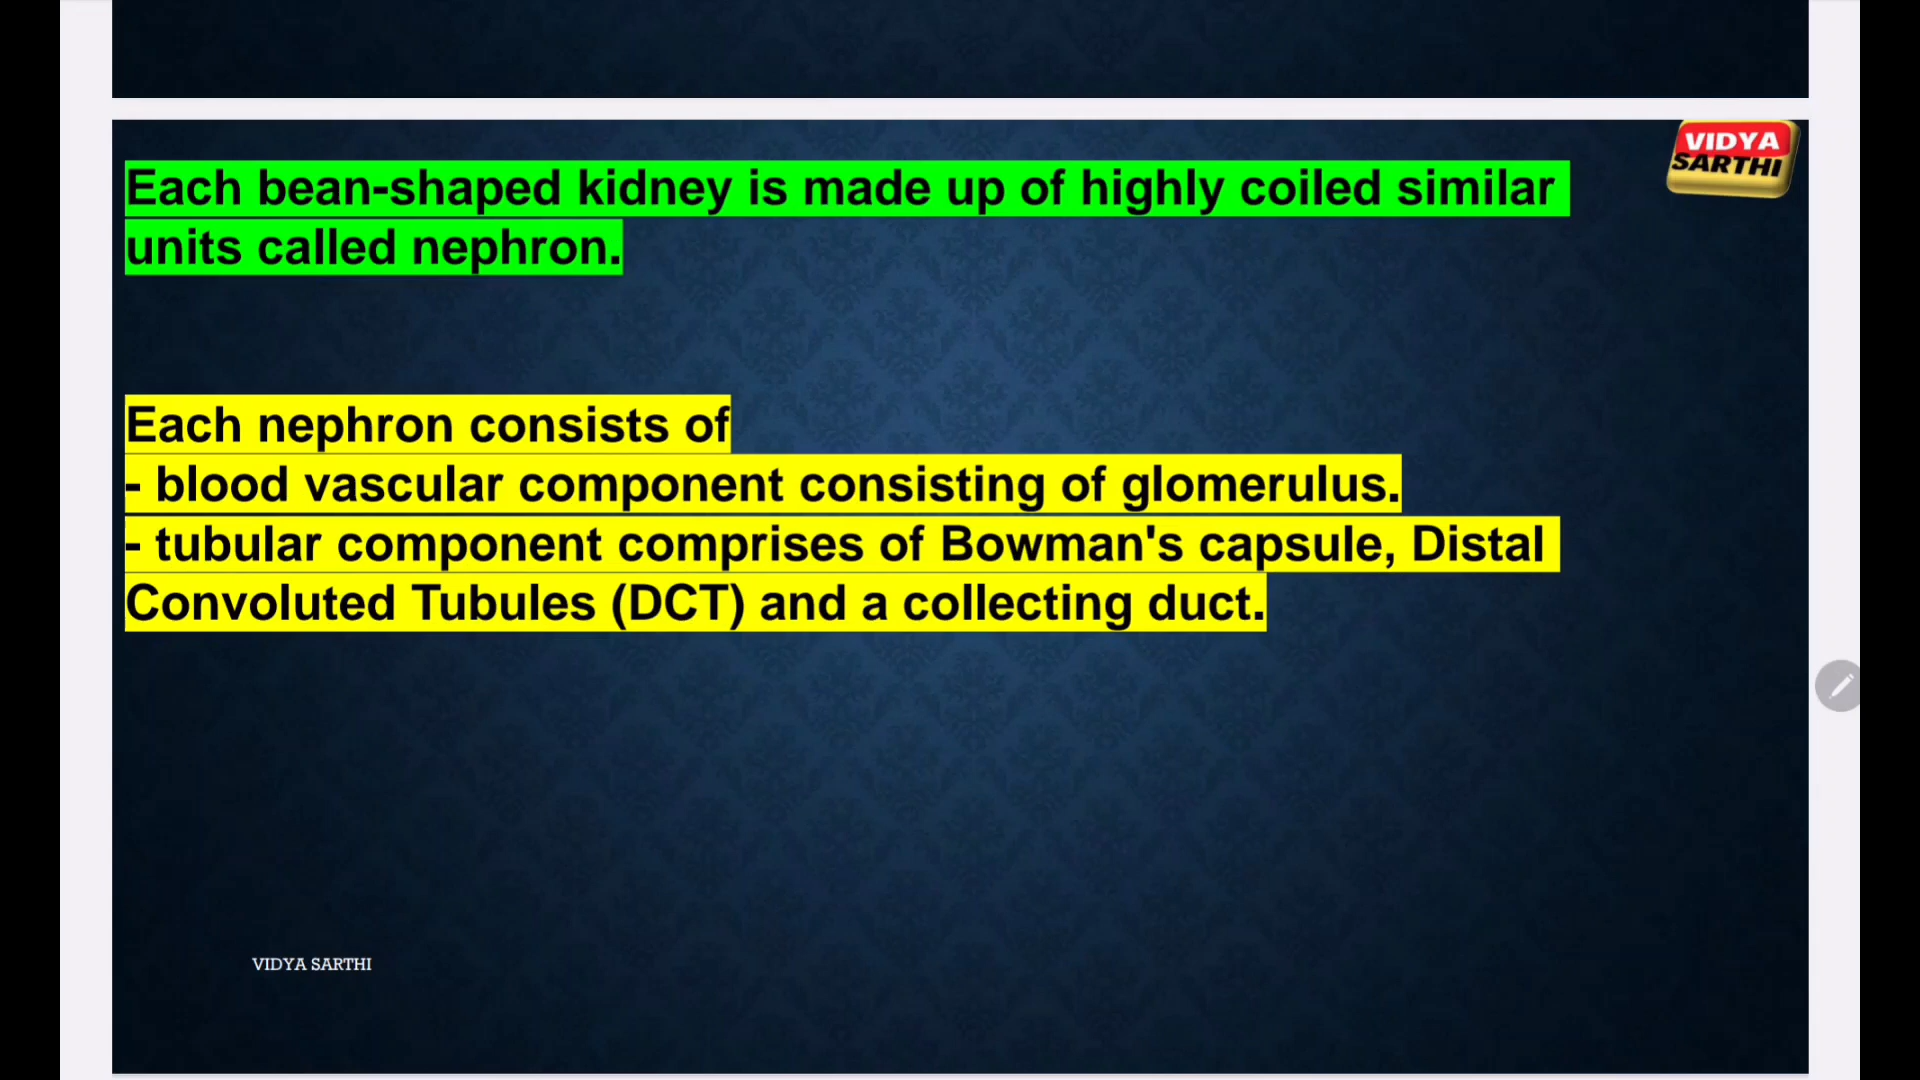 VIDYA
SARTHI
Each bean-shaped kidney is made up of highly coiled similar
units called nephron.
Each nephron consists of
- blood vascular component consisting of glomerulus.
- tubular component comprises of Bowman's capsule, Distal
Convoluted Tubules (DCT) and a collecting duct.
VIDYA SARTHI